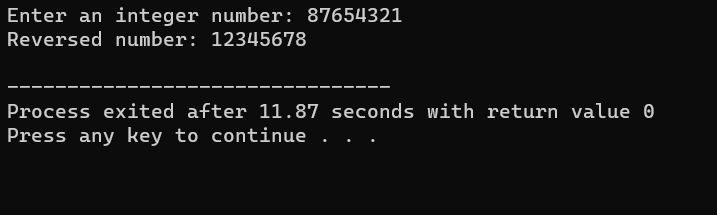 Enter an integer number: 87654321
Reversed number: 12345678
--------------------------------
Process exited after 11.87 seconds with return value 0
Press any key to continue . . .